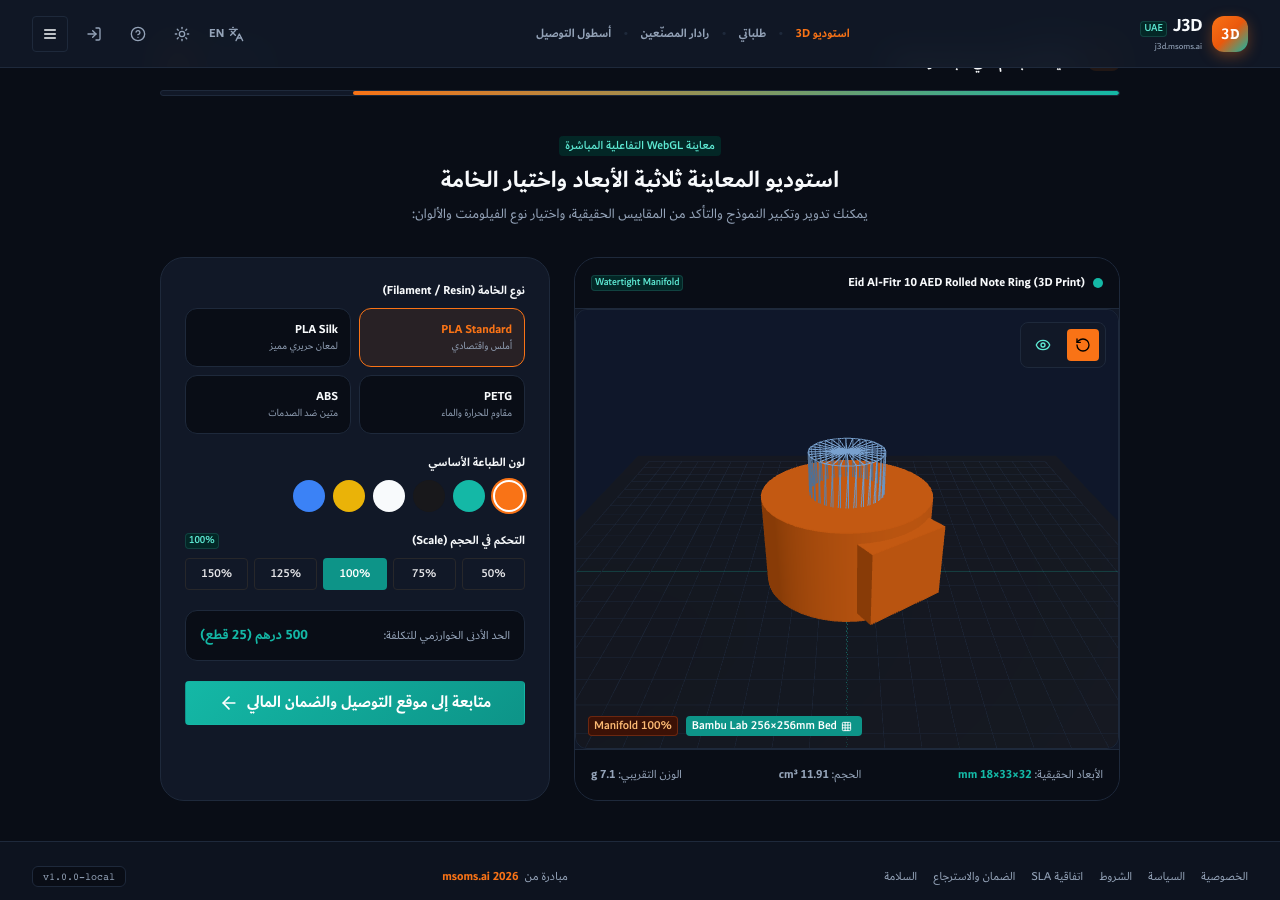 3D
J3D UAE
j3d.msoms.ai
استوديو 3D
طلباتي
رادار المصنّعين
أسطول التوصيل
EN
معاينة WebGL التفاعلية المباشرة
استوديو المعاينة ثلاثية الأبعاد واختيار الخامة
يمكنك تدوير وتكبير النموذج والتأكد من المقاييس الحقيقية، واختيار نوع الفيلومنت والألوان:
Eid Al-Fitr 10 AED Rolled Note Ring (3D Print)
Watertight Manifold
Bambu Lab 256×256mm Bed
Manifold 100%
الأبعاد الحقيقية: 32×33×18 mm
الحجم: 11.91 cm³
الوزن التقريبي: 7.1 g
نوع الخامة (Filament / Resin)
PLA Standard
أملس واقتصادي
PLA Silk
لمعان حريري مميز
PETG
مقاوم للحرارة والماء
ABS
متين ضد الصدمات
لون الطباعة الأساسي
التحكم في الحجم (Scale)
100%
50%
75%
100%
125%
150%
الحد الأدنى الخوارزمي للتكلفة:
500 درهم (25 قطع)
متابعة إلى موقع التوصيل والضمان المالي
الخصوصية
السياسة
الشروط
اتفاقية SLA
الضمان والاسترجاع
السلامة
مبادرة من msoms.ai 2026
v1.0.0-local